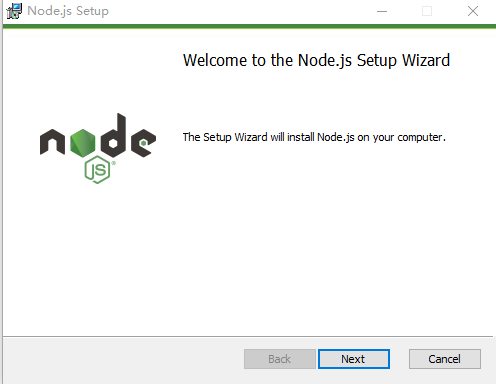 Node.js Setup
Welcome to the Node.js Setup Wizard
node
JS®
The Setup Wizard will install Node.js on your computer.
Back
Next
Cancel